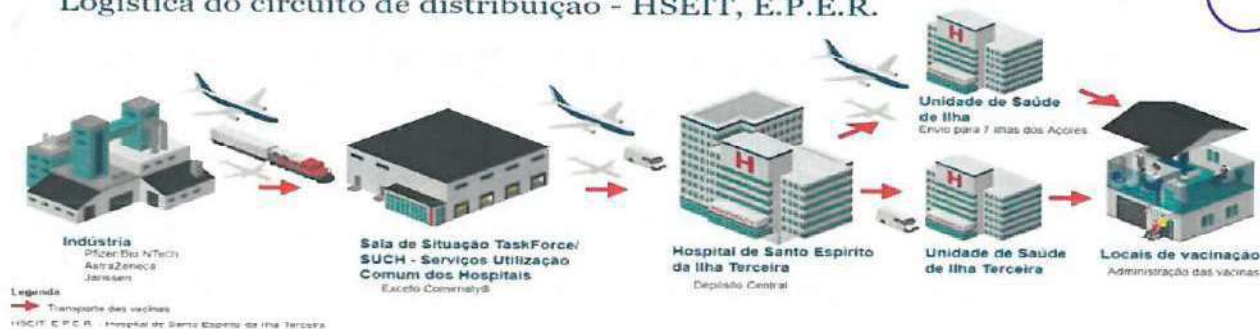 Logística do circuito de distribuição - HSEIT, E.P.E.R.
Indústria
Pfizer Bio NTech
AstraZeneca
Janssen
Sala de Situação TaskForce/
SUCH - Serviços Utilização
Comum dos Hospitais
Exceto Comirnaty®
Hospital de Santo Espírito
da Ilha Terceira
Depósito Central
Unidade de Saúde
de Ilha
Envio para 7 ilhas dos Açores
Unidade de Saúde
de Ilha Terceira
Locais de vacinação
Administração das vacinas
Legenda
Transporte das vacinas
HSEIT, E.P.E.R. - Hospital de Santo Espírito da Ilha Terceira
H
H
H
H